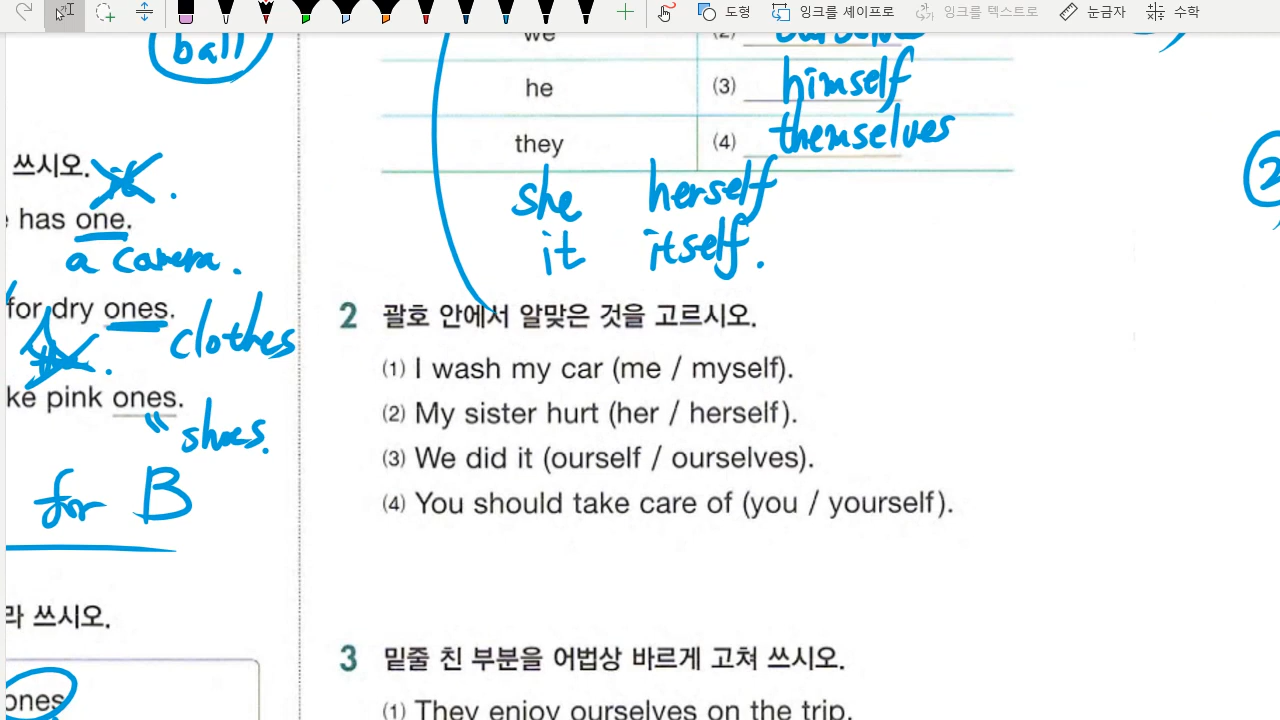 도형 잉크를 셰이프로 잉크를 텍스트로 눈금자 수학
ball
쓰시오.
has one.
a camera.
for dry ones.
clothes
ke pink ones.
" shoes.
for B
라 쓰시오.
ones
we (2)
he (3) himself
they (4) themselves
she herself
it itself.
2 괄호 안에서 알맞은 것을 고르시오.
(1) I wash my car (me / myself).
(2) My sister hurt (her / herself).
(3) We did it (ourself / ourselves).
(4) You should take care of (you / yourself).
3 밑줄 친 부분을 어법상 바르게 고쳐 쓰시오.
(1) They enjoy ourselves on the trip.
2